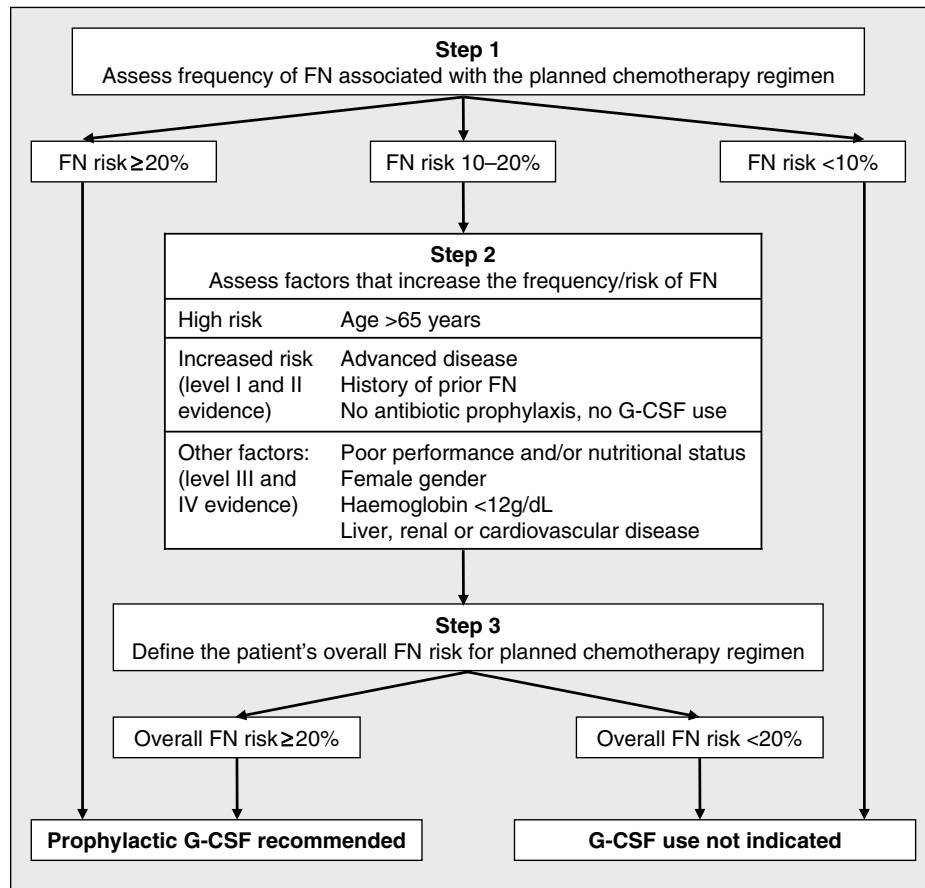 Step 1
Assess frequency of FN associated with the planned chemotherapy regimen
FN risk ≥20%
FN risk 10–20%
FN risk <10%
Step 2
Assess factors that increase the frequency/risk of FN
High risk Age >65 years
Increased risk Advanced disease
(level I and II History of prior FN
evidence) No antibiotic prophylaxis, no G-CSF use
Other factors: Poor performance and/or nutritional status
(level III and Female gender
IV evidence) Haemoglobin <12g/dL
Liver, renal or cardiovascular disease
Step 3
Define the patient's overall FN risk for planned chemotherapy regimen
Overall FN risk ≥20%
Overall FN risk <20%
Prophylactic G-CSF recommended
G-CSF use not indicated